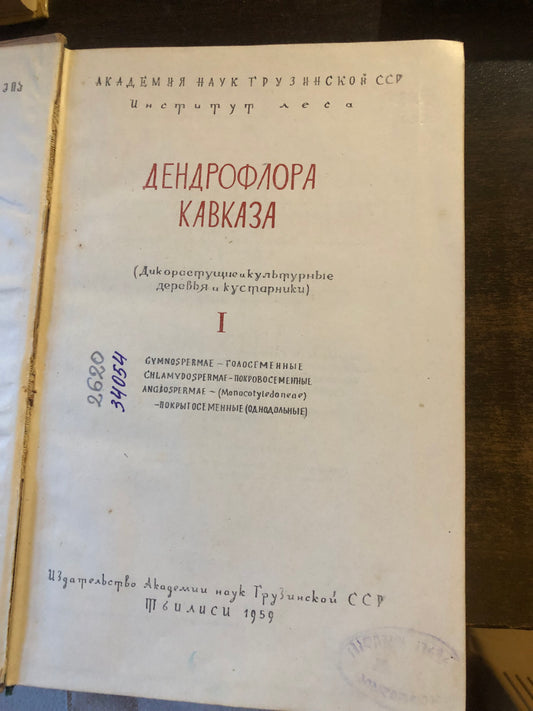 АКАДЕМИЯ НАУК ГРУЗИНСКОЙ ССР
Институт леса
ДЕНДРОФЛОРА
КАВКАЗА
(Дикорастущие и культурные
деревья и кустарники)
I
GYMNOSPERMAE – ГОЛОСЕМЕННЫЕ
CHLAMYDOSPERMAE – ПОКРОВОСЕМЕННЫЕ
ANGIOSPERMAE – (Monocotyledoneae)
– ПОКРЫТОСЕМЕННЫЕ (ОДНОДОЛЬНЫЕ)
2620
34054
Издательство Академии наук Грузинской ССР
Тбилиси 1959